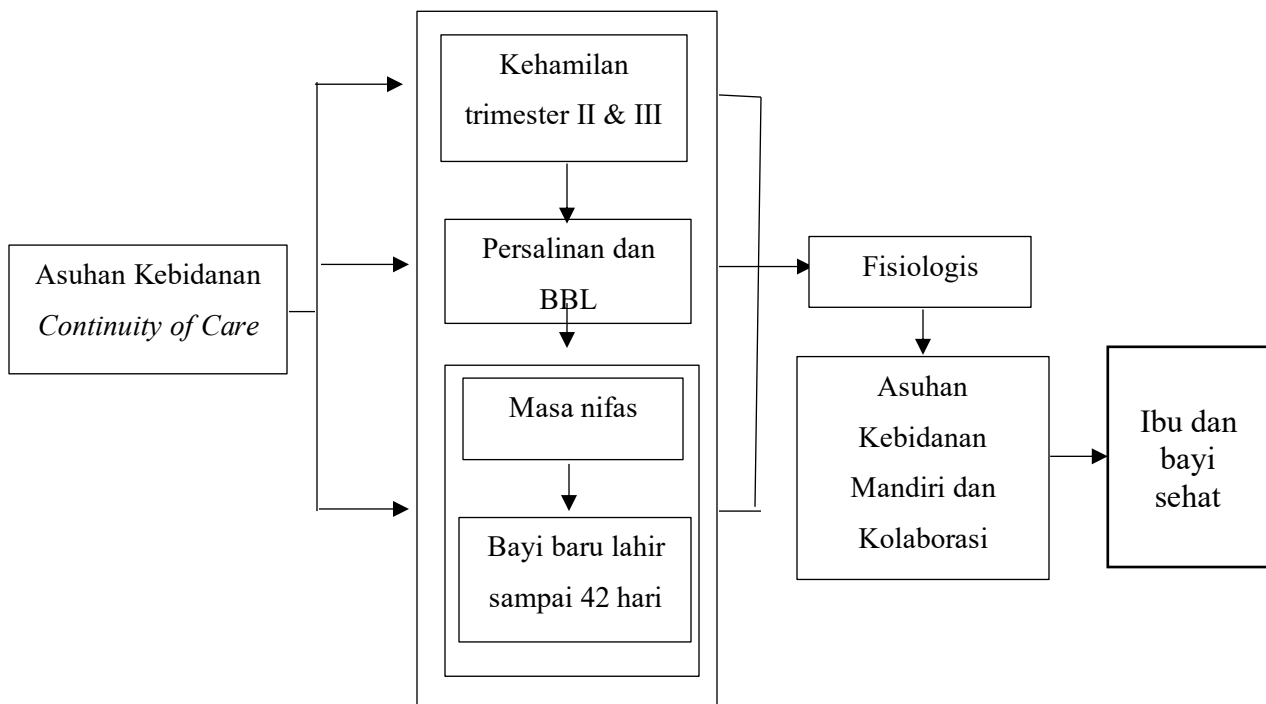 Asuhan Kebidanan
Continuity of Care
Kehamilan
trimester II & III
Persalinan dan
BBL
Masa nifas
Bayi baru lahir
sampai 42 hari
Fisiologis
Asuhan
Kebidanan
Mandiri dan
Kolaborasi
Ibu dan
bayi
sehat